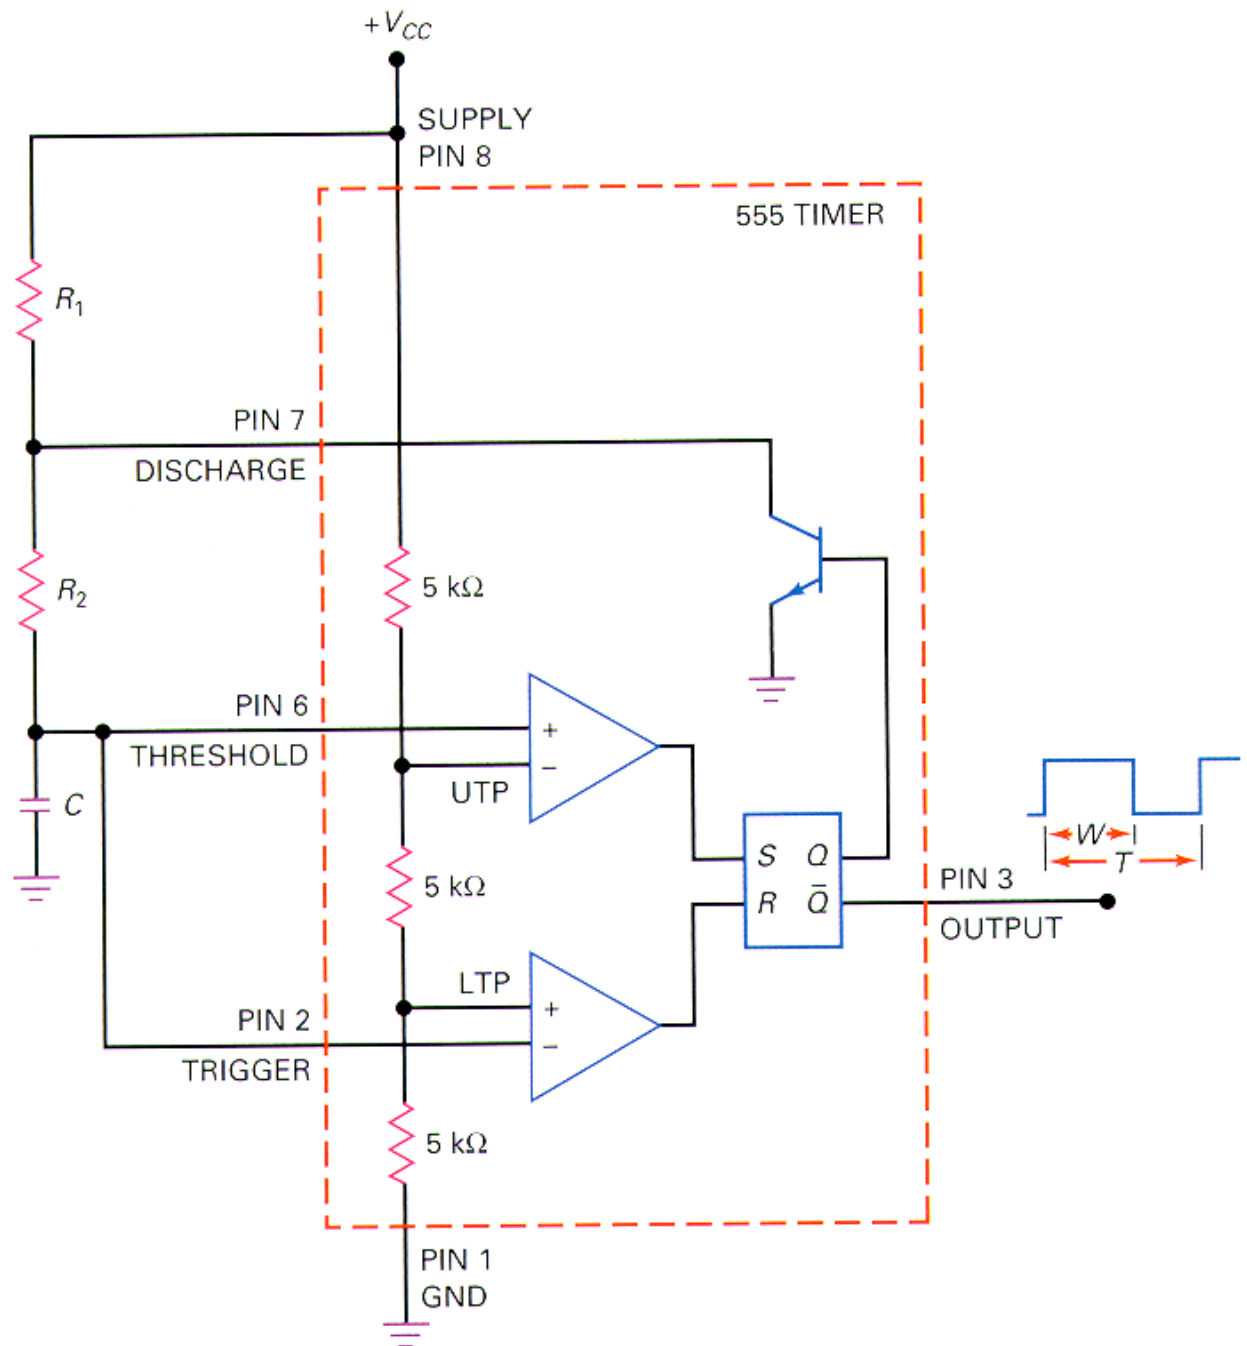 +V_CC
SUPPLY
PIN 8
555 TIMER
R₁
PIN 7
DISCHARGE
R₂
5 kΩ
PIN 6
THRESHOLD
+
−
UTP
C
5 kΩ
S Q
R Q̅
W
T
PIN 3
OUTPUT
LTP
+
−
PIN 2
TRIGGER
5 kΩ
PIN 1
GND